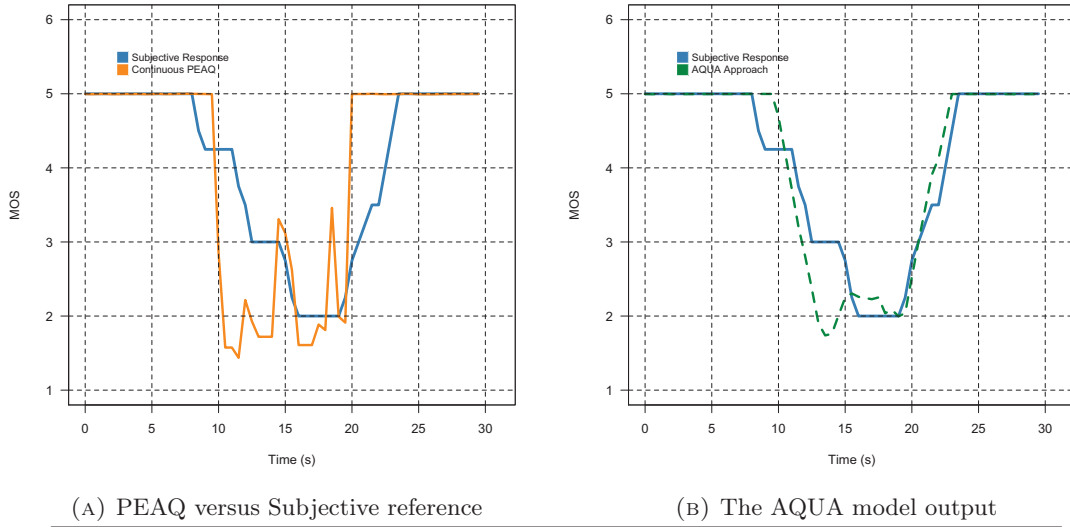 6
5
4
3
2
1
MOS
Subjective Response
Continuous PEAQ
0 5 10 15 20 25 30
Time (s)
(A) PEAQ versus Subjective reference
6
5
4
3
2
1
MOS
Subjective Response
AQUA Approach
0 5 10 15 20 25 30
Time (s)
(B) The AQUA model output